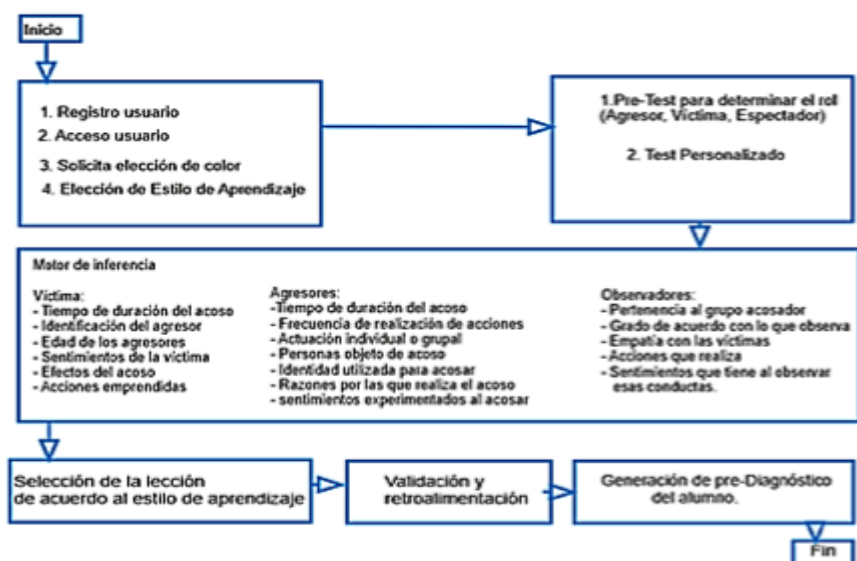 Inicio
1. Registro usuario
2. Acceso usuario
3. Solicita elección de color
4. Elección de Estilo de Aprendizaje
1.Pre-Test para determinar el rol
(Agresor, Víctima, Espectador)
2. Test Personalizado
Motor de inferencia
Víctima:
- Tiempo de duración del acoso
- Identificación del agresor
- Edad de los agresores
- Sentimientos de la víctima
- Efectos del acoso
- Acciones emprendidas
Agresores:
-Tiempo de duración del acoso
- Frecuencia de realización de acciones
- Actuación individual o grupal
- Personas objeto de acoso
- Identidad utilizada para acosar
- Razones por las que realiza el acoso
- sentimientos experimentados al acosar
Observadores:
- Pertenencia al grupo acosador
- Grado de acuerdo con lo que observa
- Empatía con las víctimas
- Acciones que realiza
- Sentimientos que tiene al observar
esas conductas.
Selección de la lección
de acuerdo al estilo de aprendizaje
Validación y
retroalimentación
Generación de pre-Diagnóstico
del alumno.
Fin